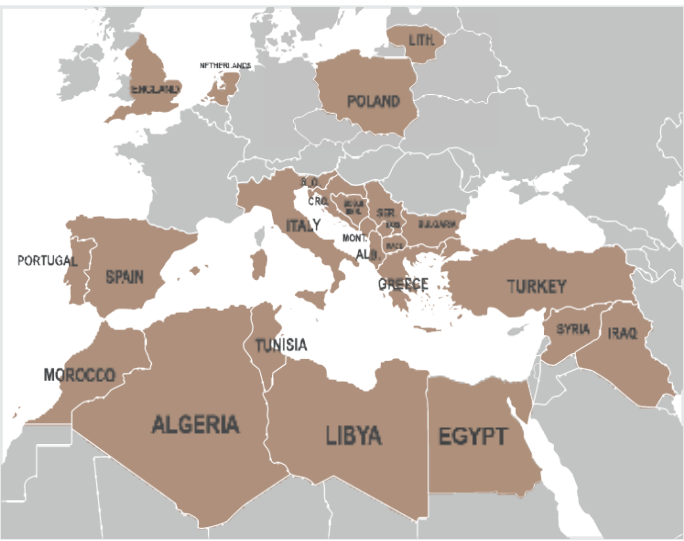 LITH.
NETHERLANDS
ENGLAND
POLAND
CRO.
SER.
ITALY
BULGARIA
MONT.
ALB.
PORTUGAL
SPAIN
GREECE
TURKEY
SYRIA
IRAQ
TUNISIA
MOROCCO
ALGERIA
LIBYA
EGYPT